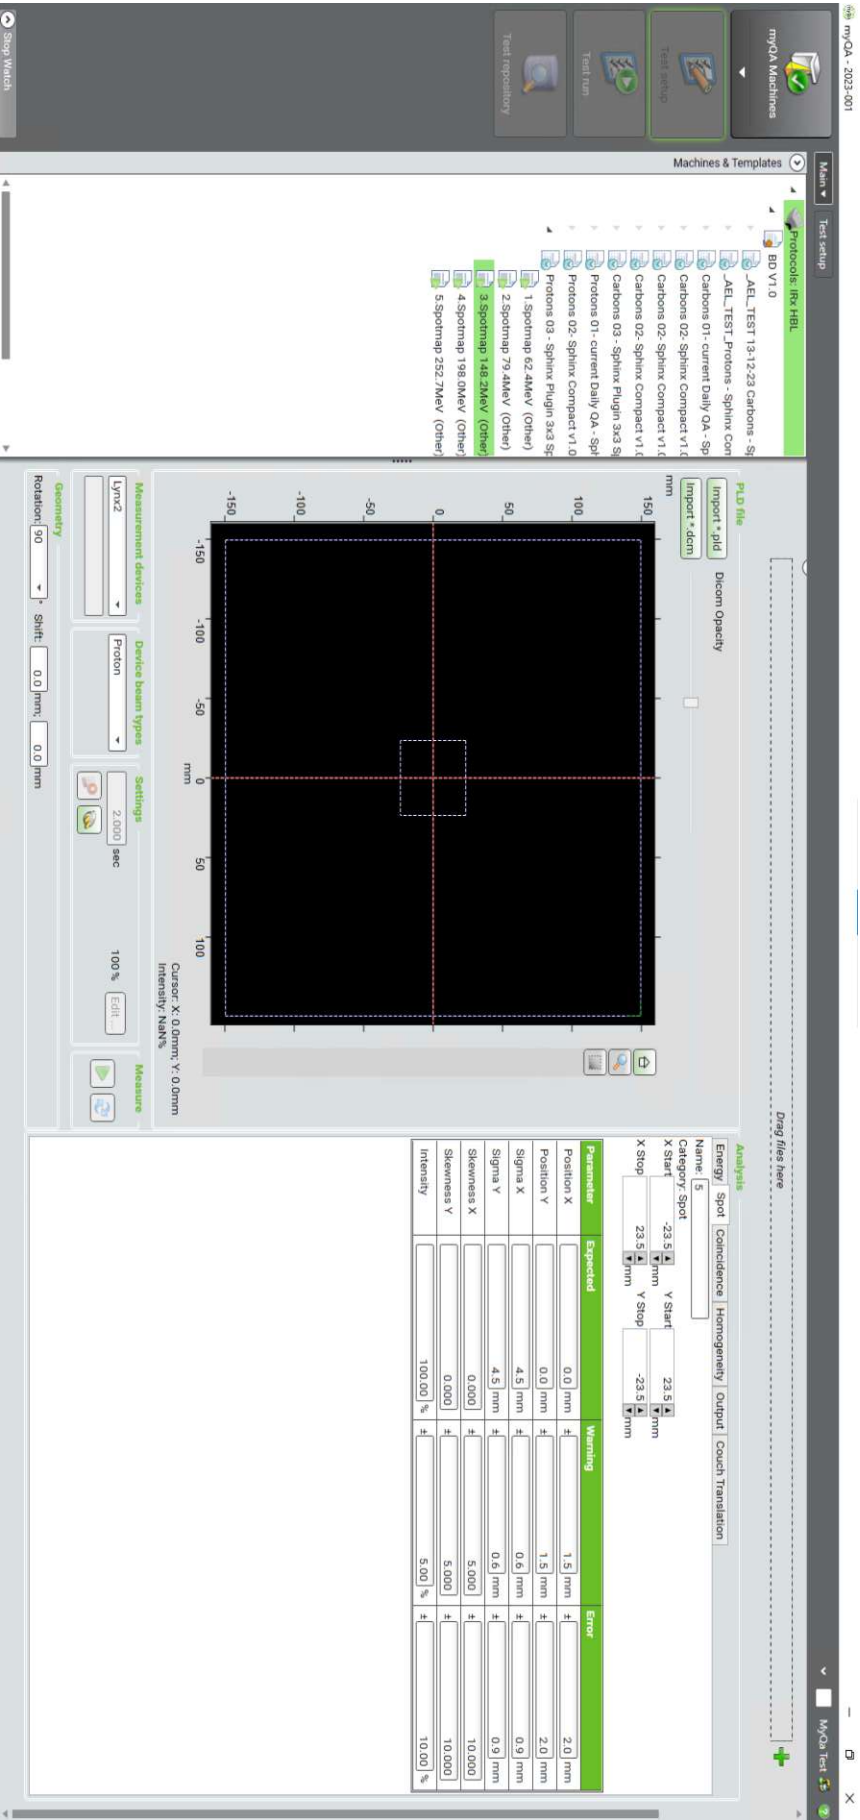 myQA - 2023-001
myQA Machines
Test setup
Test run
Test repository
Stop Watch
Main
Test setup
Machines & Templates
Protocols: IRx HBL
BD V1.0
_AEL_TEST 13-12-23 Carbons - Sp
_AEL_TEST_Protons - Sphinx Com
Carbons 01- current Daily QA - Sp
Carbons 02- Sphinx Compact v1.0
Carbons 02- Sphinx Compact v1.0
Carbons 02- Sphinx Compact v1.0
Carbons 03 - Sphinx Plugin 3x3 S
Protons 01- current Daily QA - Sph
Protons 02- Sphinx Compact v1.0
Protons 03 - Sphinx Plugin 3x3 Sp
1.Spotmap 62.4MeV (Other)
2.Spotmap 79.4MeV (Other)
3.Spotmap 148.2MeV (Other)
4.Spotmap 198.0MeV (Other)
5.Spotmap 252.7MeV (Other)
Drag files here
MyQa Test
PLD file
Import *.pld
Dicom Opacity
Import *.dcm
mm
150
100
50
0
-50
-100
-150
-150 -100 -50 0 50 100
mm
Cursor: X: 0.0mm; Y: 0.0mm
Intensity: NaN%
Measurement devices
Lynx2
Device beam types
Proton
Settings
2.000 sec
100 %
Edit ...
Measure
Geometry
Rotation: 90 ° Shift: 0.0 mm; 0.0 mm
Analysis
Energy Spot Coincidence Homogeneity Output Couch Translation
Name: 5
Category: Spot
X Start -23.5 mm Y Start 23.5 mm
X Stop 23.5 mm Y Stop -23.5 mm
Parameter Expected Warning Error
Position X 0.0 mm ± 1.5 mm ± 2.0 mm
Position Y 0.0 mm ± 1.5 mm ± 2.0 mm
Sigma X 4.5 mm ± 0.6 mm ± 0.9 mm
Sigma Y 4.5 mm ± 0.6 mm ± 0.9 mm
Skewness X 0.000 ± 5.000 ± 10.000
Skewness Y 0.000 ± 5.000 ± 10.000
Intensity 100.00 % ± 5.00 % ± 10.00 %